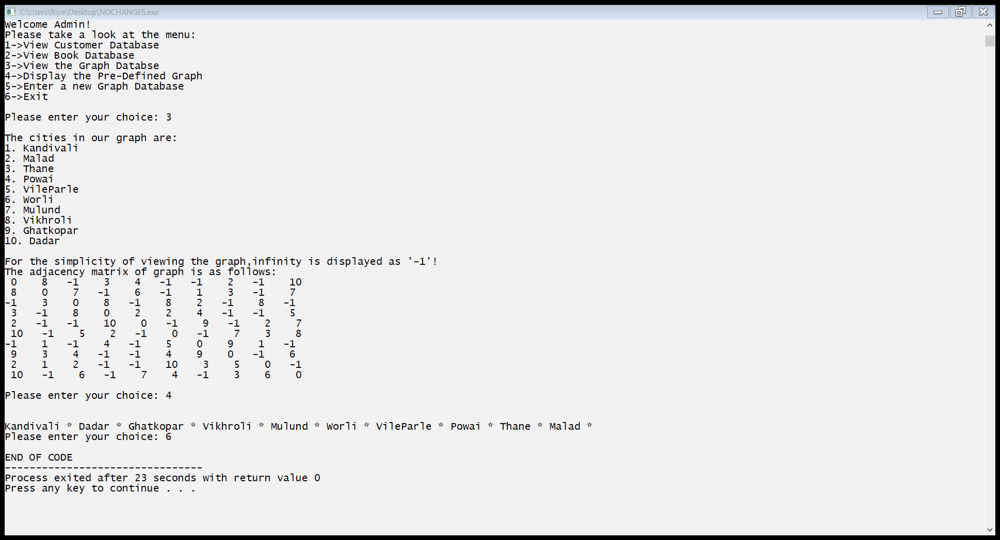 C:\Users\Riya\Desktop\NOCHANGES.exe
Welcome Admin!
Please take a look at the menu:
1->View Customer Database
2->View Book Database
3->View the Graph Databse
4->Display the Pre-Defined Graph
5->Enter a new Graph Database
6->Exit
Please enter your choice: 3
The cities in our graph are:
1. Kandivali
2. Malad
3. Thane
4. Powai
5. VileParle
6. Worli
7. Mulund
8. Vikhroli
9. Ghatkopar
10. Dadar
For the simplicity of viewing the graph,infinity is displayed as '-1'!
The adjacency matrix of graph is as follows:
0 8 -1 3 4 -1 -1 2 -1 10
8 0 7 -1 6 -1 1 3 -1 7
-1 3 0 8 -1 8 2 -1 8 -1
3 -1 8 0 2 2 4 -1 -1 5
2 -1 -1 10 0 -1 9 -1 2 7
10 -1 5 2 -1 0 -1 7 3 8
-1 1 -1 4 -1 5 0 9 1 -1
9 3 4 -1 -1 4 9 0 -1 6
2 1 2 -1 -1 10 3 5 0 -1
10 -1 6 -1 7 4 -1 3 6 0
Please enter your choice: 4
Kandivali * Dadar * Ghatkopar * Vikhroli * Mulund * Worli * VileParle * Powai * Thane * Malad *
Please enter your choice: 6
END OF CODE
--------------------------------
Process exited after 23 seconds with return value 0
Press any key to continue . . .